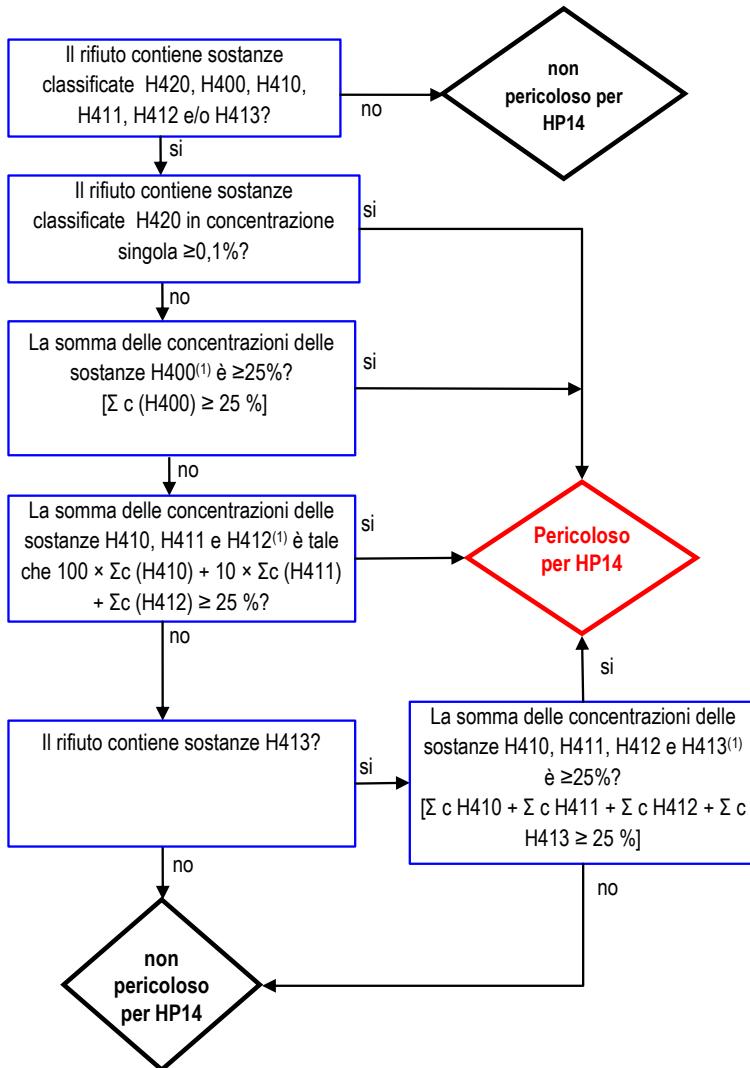 Il rifiuto contiene sostanze
classificate H420, H400, H410,
H411, H412 e/o H413?
no
non
pericoloso per
HP14
si
Il rifiuto contiene sostanze
classificate H420 in concentrazione
singola ≥0,1%?
si
no
La somma delle concentrazioni delle
sostanze H400(1) è ≥25%?
[Σ c (H400) ≥ 25 %]
si
no
La somma delle concentrazioni delle
sostanze H410, H411 e H412(1) è tale
che 100 × Σc (H410) + 10 × Σc (H411)
+ Σc (H412) ≥ 25 %?
si
Pericoloso
per HP14
no
si
Il rifiuto contiene sostanze H413?
si
La somma delle concentrazioni delle
sostanze H410, H411, H412 e H413(1)
è ≥25%?
[Σ c H410 + Σ c H411 + Σ c H412 + Σ c
H413 ≥ 25 %]
no
no
non
pericoloso
per HP14